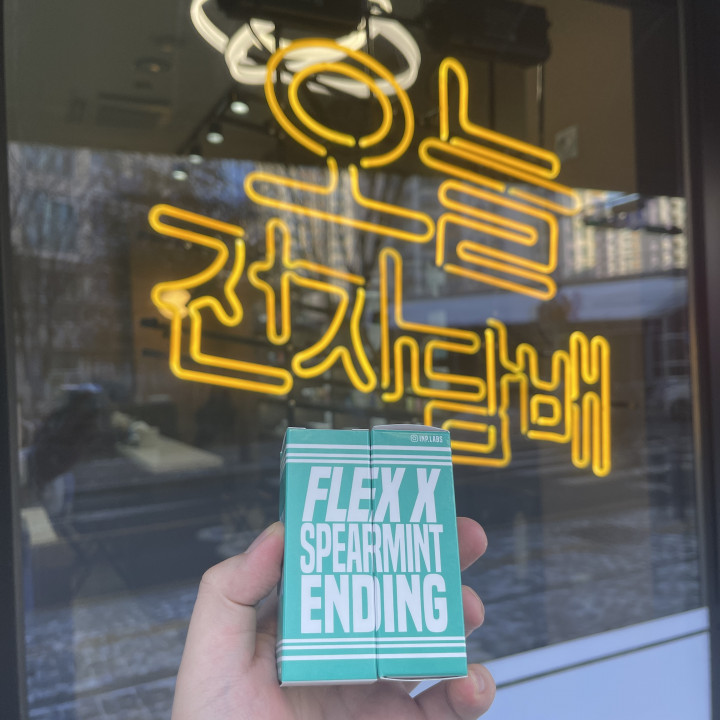 오늘
전자담배
INP.LABS
FLEX X
SPEARMINT
ENDING